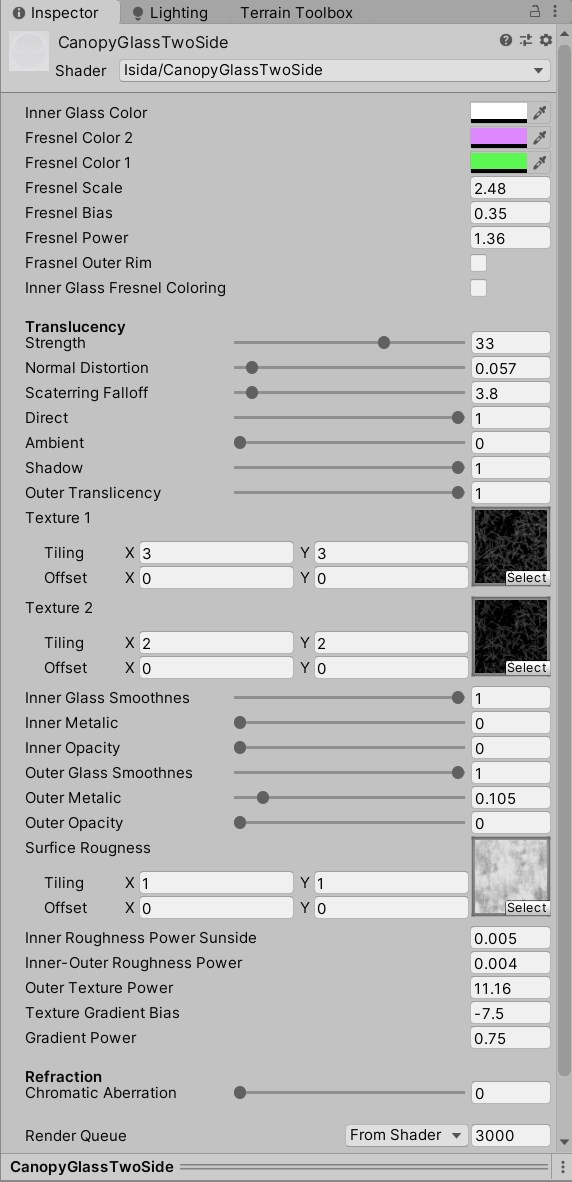 Inspector Lighting Terrain Toolbox
CanopyGlassTwoSide
Shader Isida/CanopyGlassTwoSide
Inner Glass Color
Fresnel Color 2
Fresnel Color 1
Fresnel Scale 2.48
Fresnel Bias 0.35
Fresnel Power 1.36
Frasnel Outer Rim
Inner Glass Fresnel Coloring
Translucency
Strength 33
Normal Distortion 0.057
Scaterring Falloff 3.8
Direct 1
Ambient 0
Shadow 1
Outer Translicency 1
Texture 1
Tiling X 3 Y 3
Offset X 0 Y 0 Select
Texture 2
Tiling X 2 Y 2
Offset X 0 Y 0 Select
Inner Glass Smoothnes 1
Inner Metalic 0
Inner Opacity 0
Outer Glass Smoothnes 1
Outer Metalic 0.105
Outer Opacity 0
Surfice Rougness
Tiling X 1 Y 1
Offset X 0 Y 0 Select
Inner Roughness Power Sunside 0.005
Inner-Outer Roughness Power 0.004
Outer Texture Power 11.16
Texture Gradient Bias -7.5
Gradient Power 0.75
Refraction
Chromatic Aberration 0
Render Queue From Shader 3000
CanopyGlassTwoSide